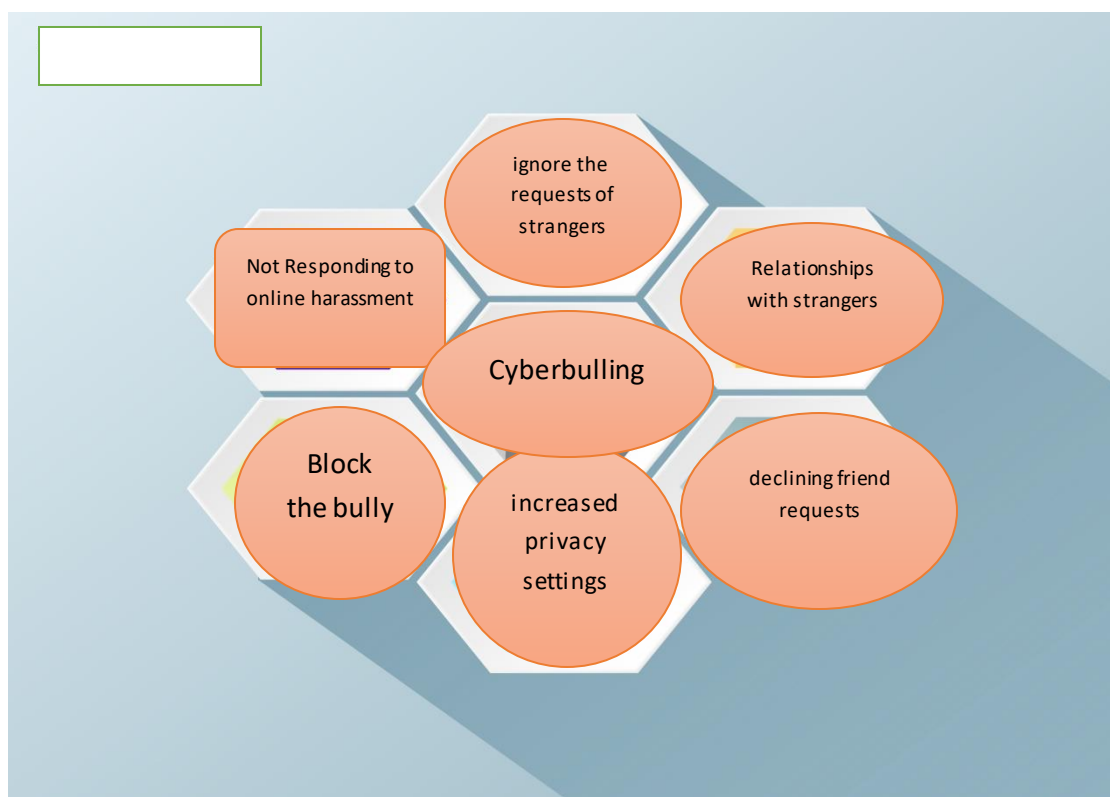 ignore the
requests of
strangers
Not Responding to
online harassment
Relationships
with strangers
Cyberbulling
Block
the bully
increased
privacy
settings
declining friend
requests